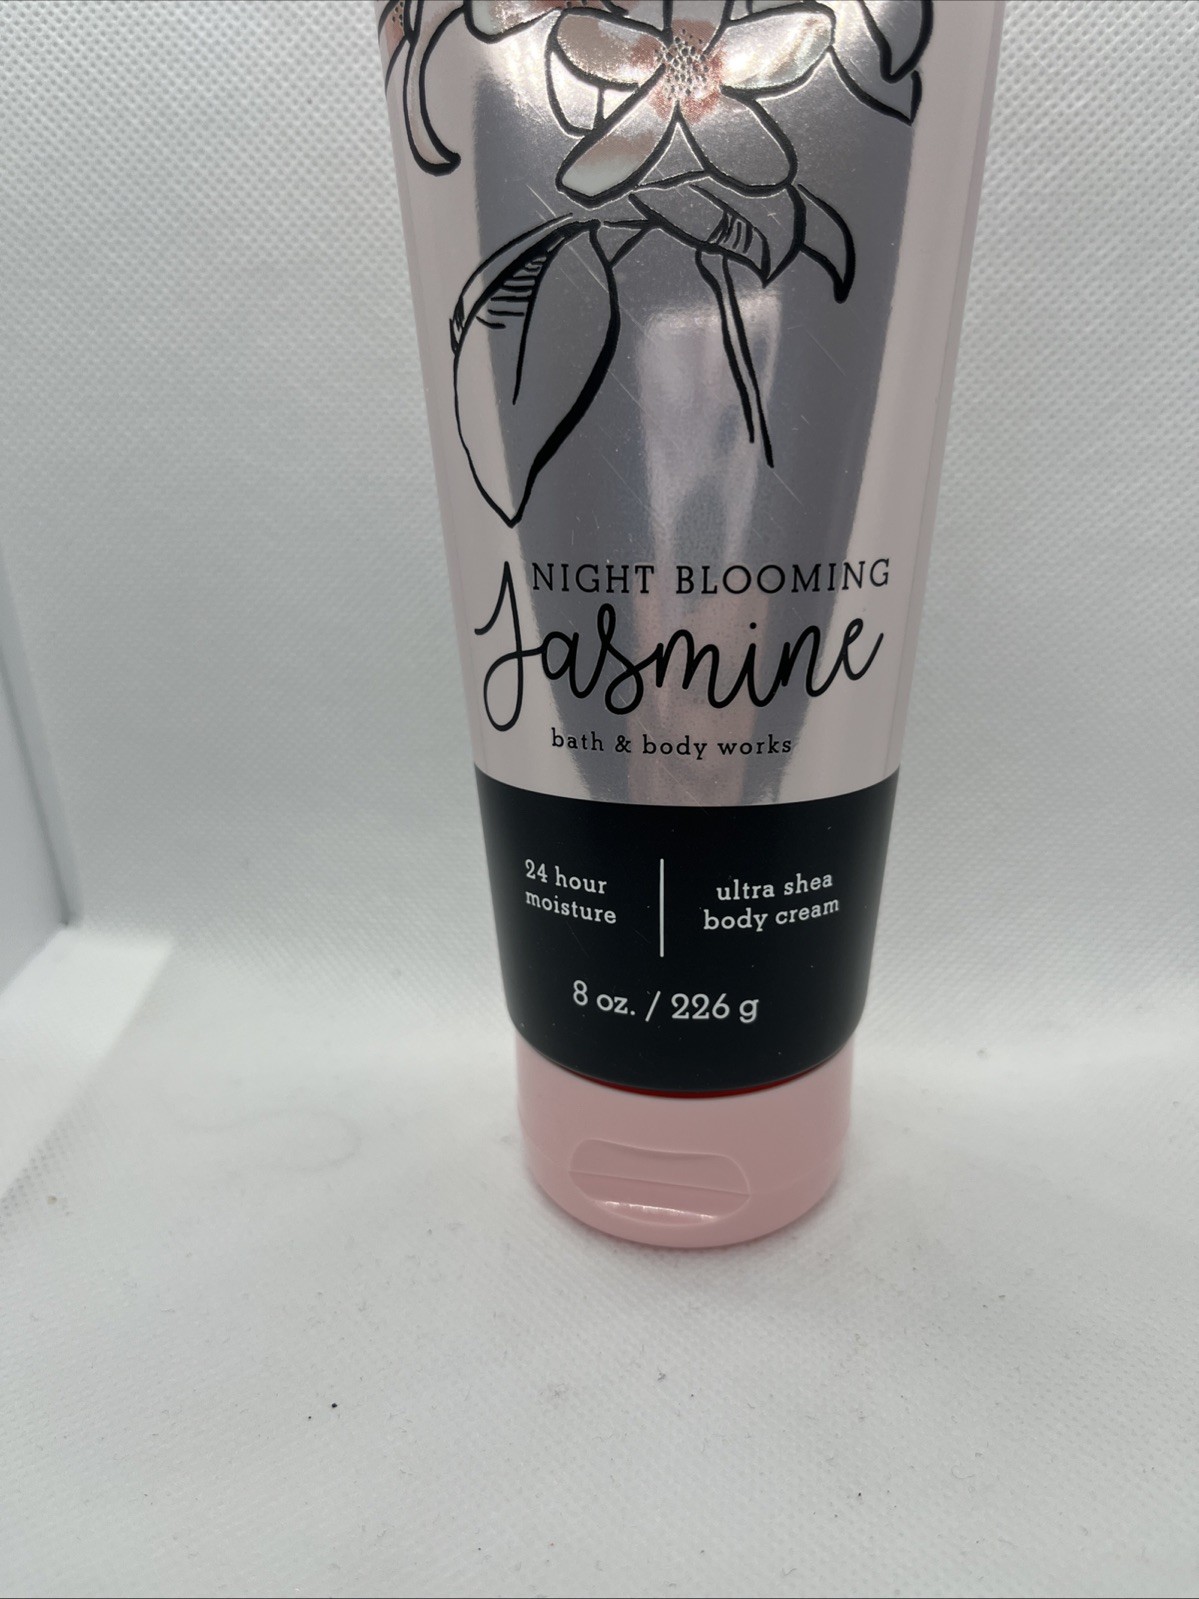 NIGHT BLOOMING
Jasmine
bath & body works
24 hour
moisture
ultra shea
body cream
8 oz. / 226 g